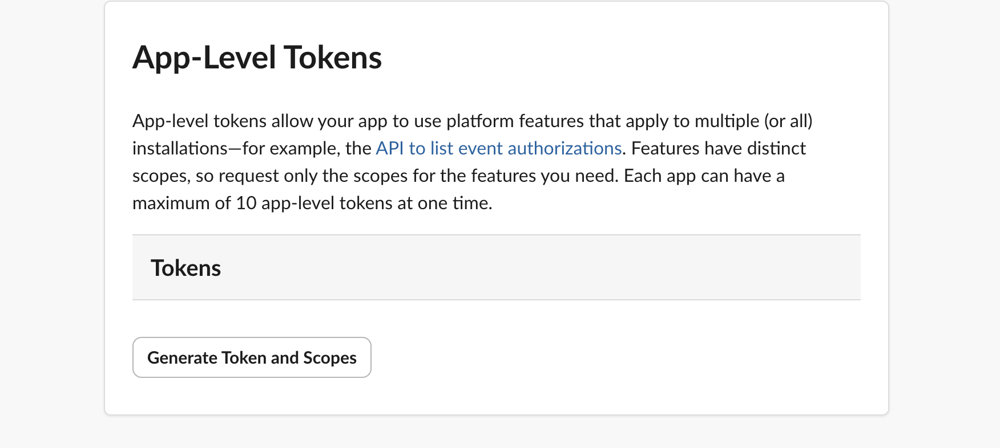 App-Level Tokens
App-level tokens allow your app to use platform features that apply to multiple (or all)
installations—for example, the API to list event authorizations. Features have distinct
scopes, so request only the scopes for the features you need. Each app can have a
maximum of 10 app-level tokens at one time.
Tokens
Generate Token and Scopes